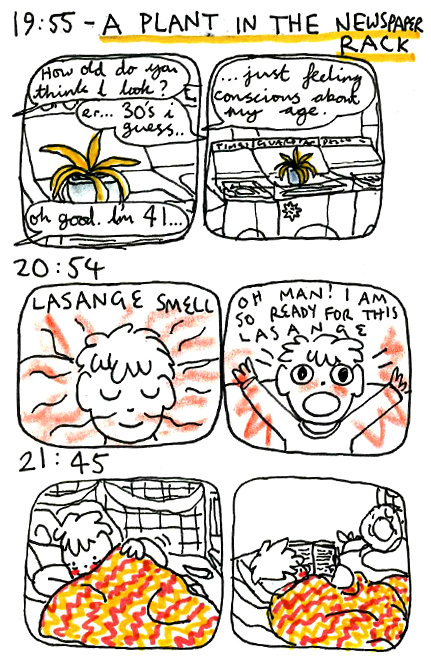 19:55 - A PLANT IN THE NEWSPAPER
RACK
How old do you
think I look?
er... 30's i
guess..
oh good. I'm 41...
... just feeling
conscious about
my age.
TIMES GUARDIAN
20:54
LASANGE SMELL
OH MAN! I AM
SO READY FOR THIS
LASANGE
21:45